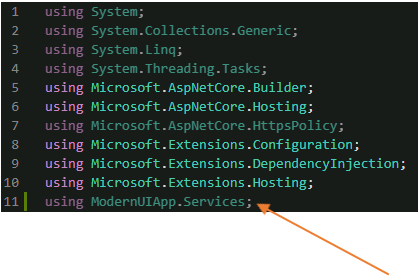 1 using System;
2 using System.Collections.Generic;
3 using System.Linq;
4 using System.Threading.Tasks;
5 using Microsoft.AspNetCore.Builder;
6 using Microsoft.AspNetCore.Hosting;
7 using Microsoft.AspNetCore.HttpsPolicy;
8 using Microsoft.Extensions.Configuration;
9 using Microsoft.Extensions.DependencyInjection;
10 using Microsoft.Extensions.Hosting;
11 using ModernUIApp.Services;